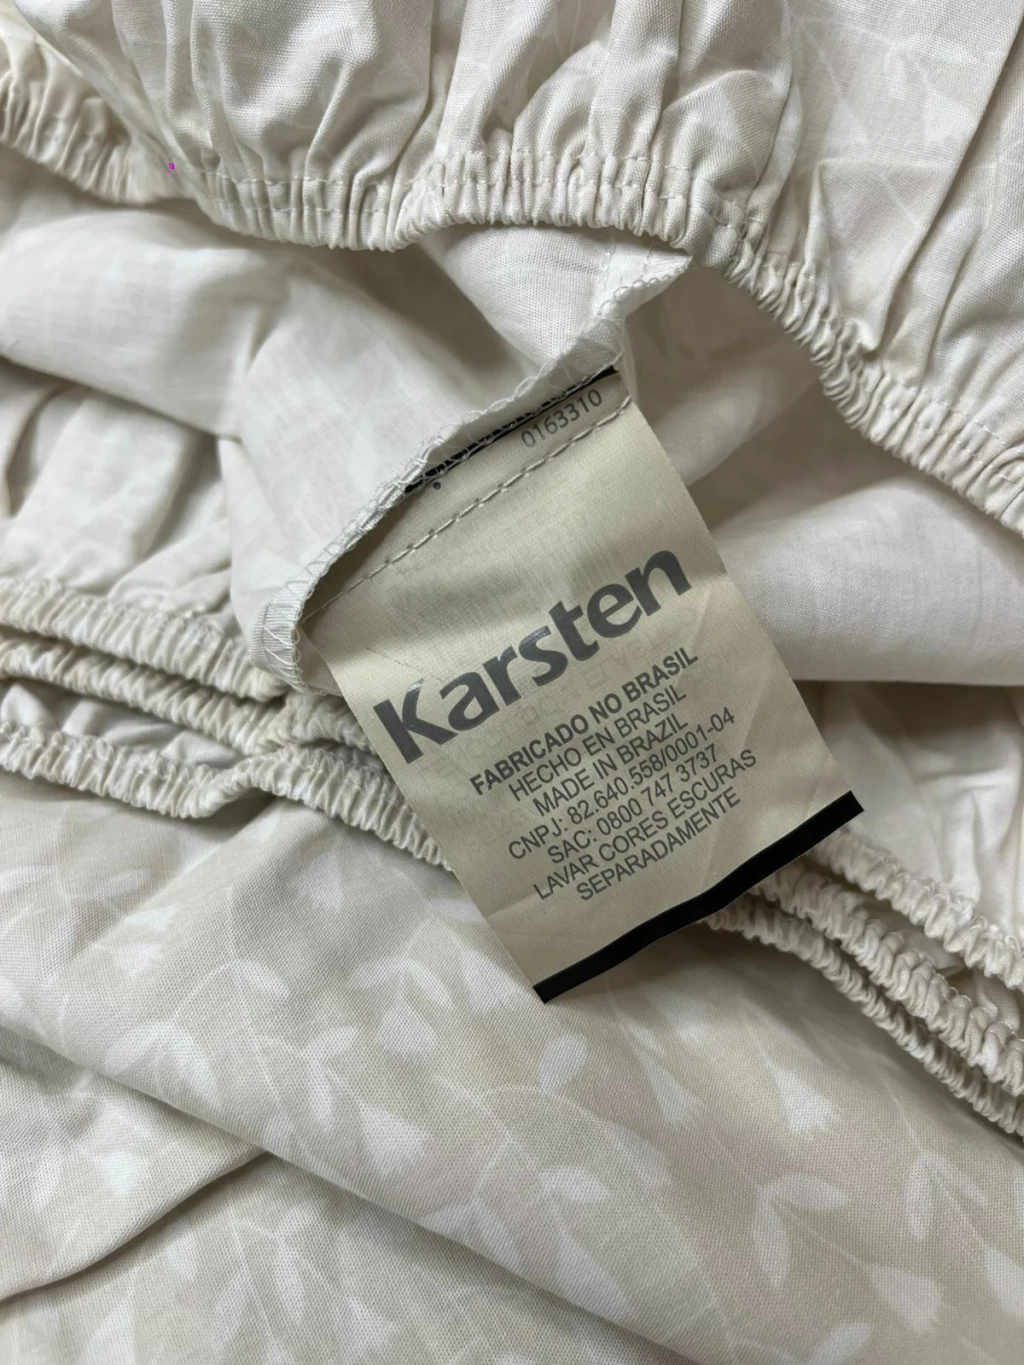 0163310
Karsten
FABRICADO NO BRASIL
HECHO EN BRASIL
MADE IN BRAZIL
CNPJ: 82.640.558/0001-04
SAC: 0800 747 3737
LAVAR CORES ESCURAS
SEPARADAMENTE